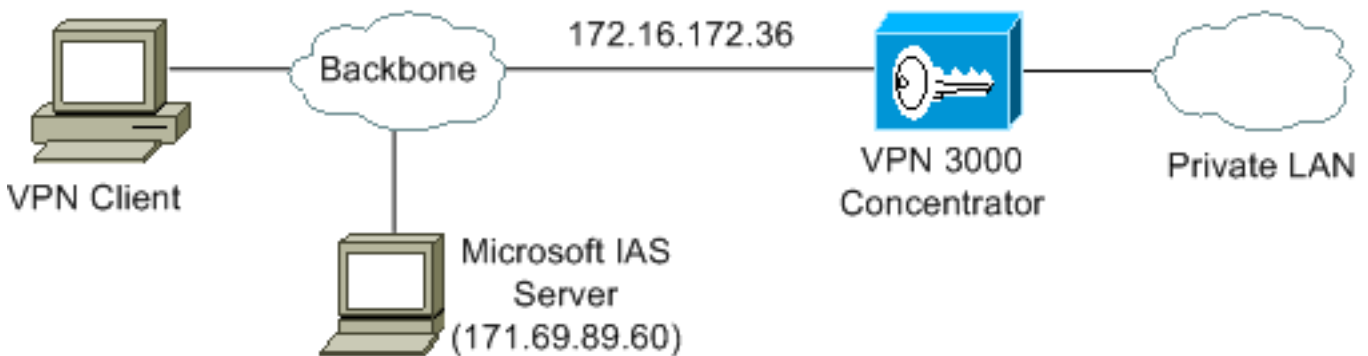 172.16.172.36
Backbone
VPN Client
VPN 3000
Concentrator
Private LAN
Microsoft IAS
Server
(171.69.89.60)